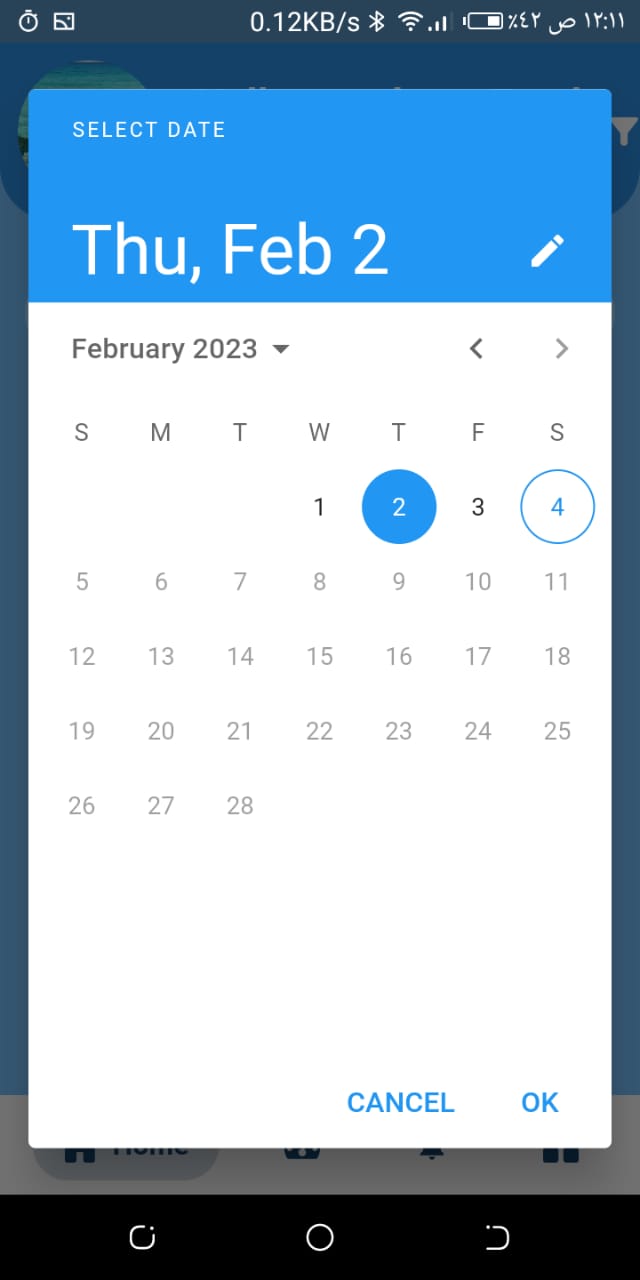 0.12KB/s ٪٤٢ ص ١٢:١١
SELECT DATE
Thu, Feb 2
February 2023
S M T W T F S
1 2 3 4
5 6 7 8 9 10 11
12 13 14 15 16 17 18
19 20 21 22 23 24 25
26 27 28
CANCEL OK
Home